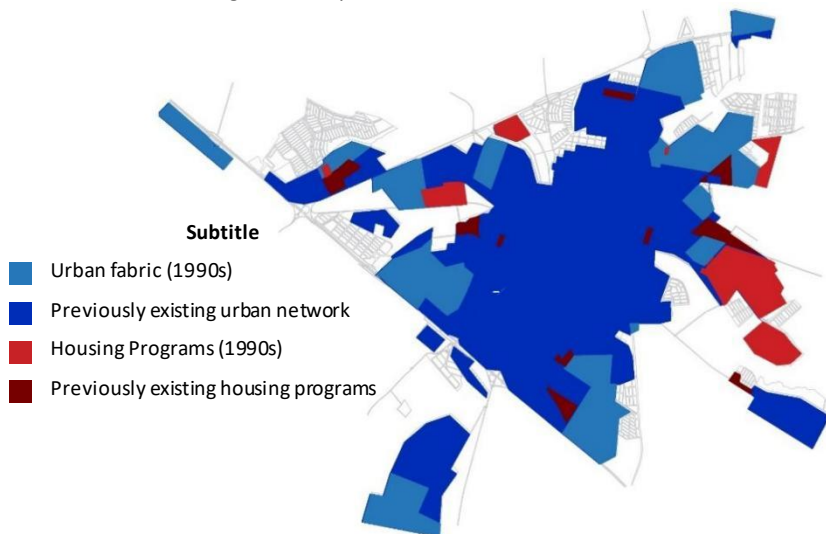 Subtitle
Urban fabric (1990s)
Previously existing urban network
Housing Programs (1990s)
Previously existing housing programs